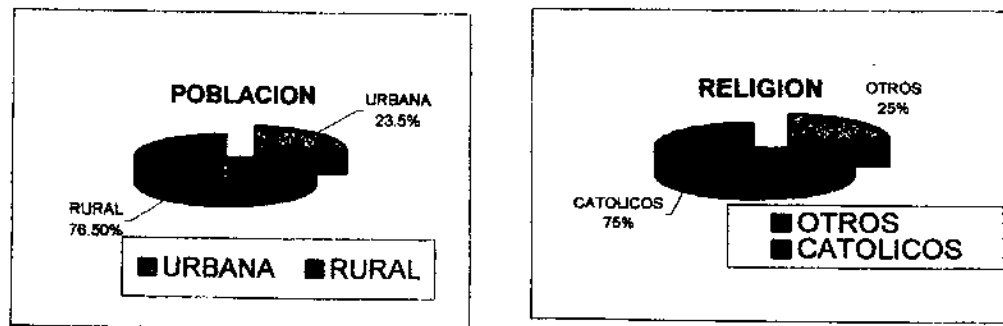 POBLACION
URBANA
23.5%
RURAL
76.50%
URBANA RURAL
RELIGION
OTROS
25%
CATOLICOS
75%
OTROS
CATOLICOS